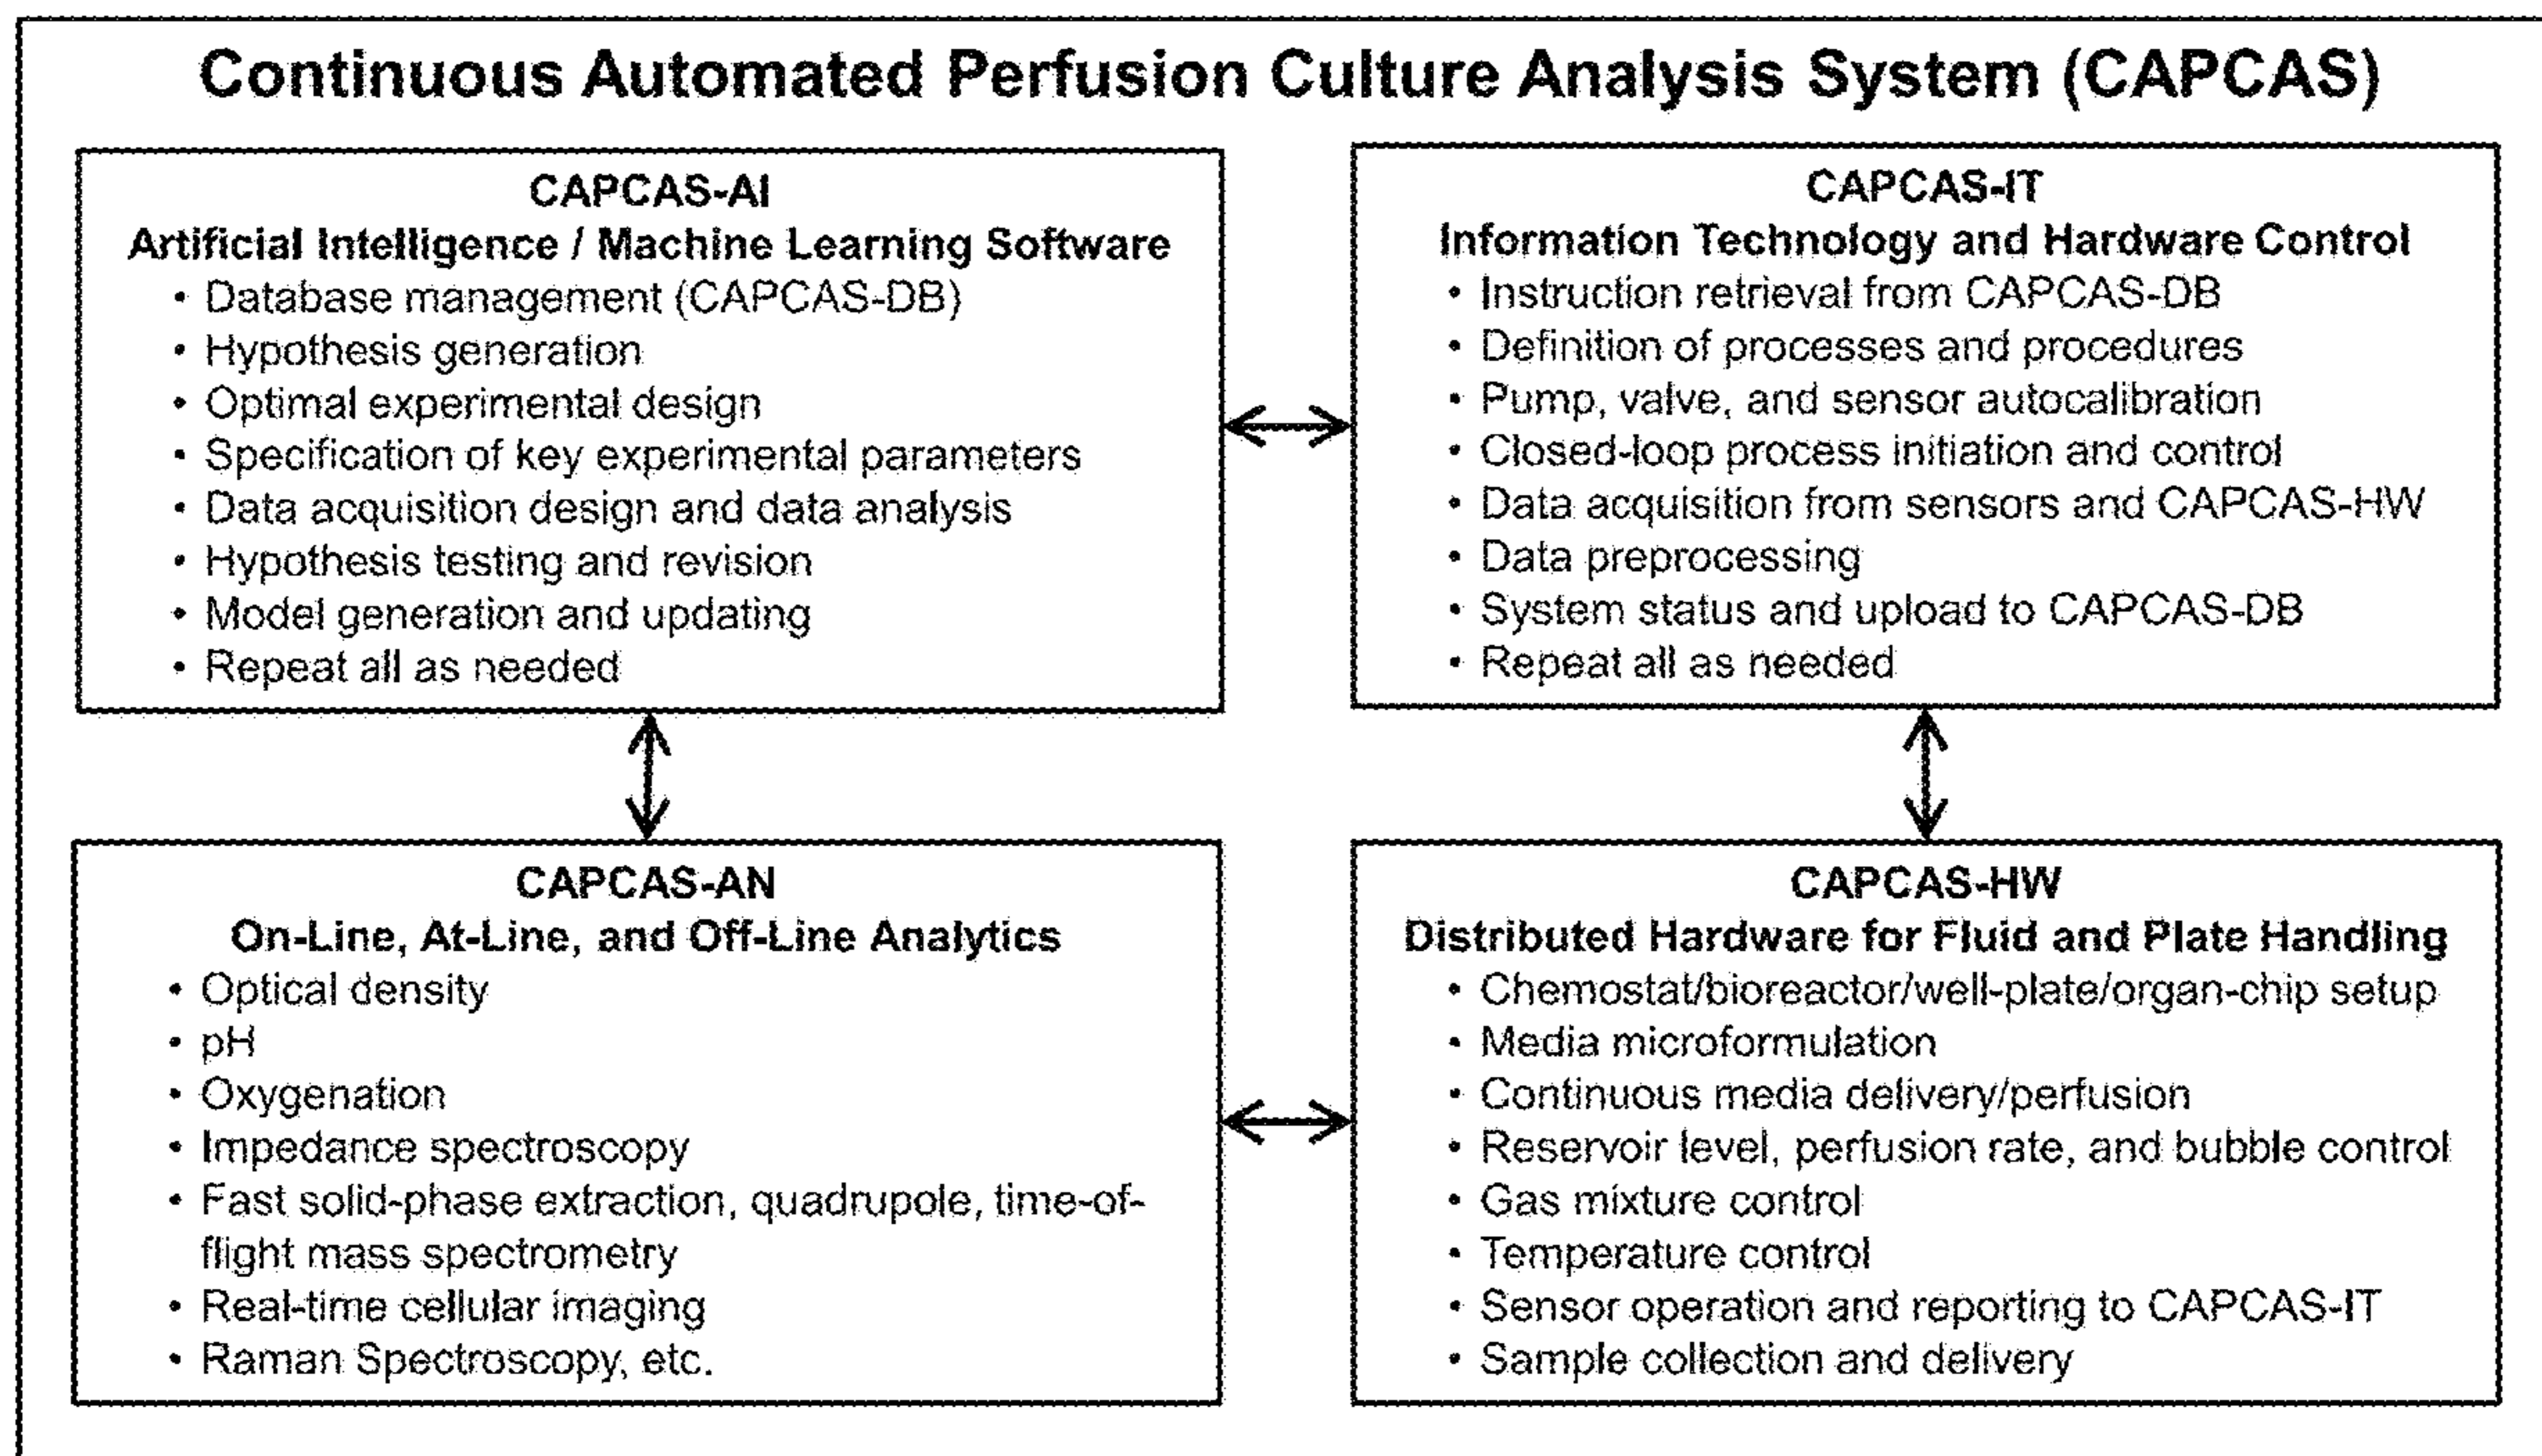 Continuous Automated Perfusion Culture Analysis System (CAPCAS)
CAPCAS-AI
Artificial Intelligence / Machine Learning Software
• Database management (CAPCAS-DB)
• Hypothesis generation
• Optimal experimental design
• Specification of key experimental parameters
• Data acquisition design and data analysis
• Hypothesis testing and revision
• Model generation and updating
• Repeat all as needed
CAPCAS-IT
Information Technology and Hardware Control
• Instruction retrieval from CAPCAS-DB
• Definition of processes and procedures
• Pump, valve, and sensor autocalibration
• Closed-loop process initiation and control
• Data acquisition from sensors and CAPCAS-HW
• Data preprocessing
• System status and upload to CAPCAS-DB
• Repeat all as needed
CAPCAS-AN
On-Line, At-Line, and Off-Line Analytics
• Optical density
• pH
• Oxygenation
• Impedance spectroscopy
• Fast solid-phase extraction, quadrupole, time-of-
flight mass spectrometry
• Real-time cellular imaging
• Raman Spectroscopy, etc.
CAPCAS-HW
Distributed Hardware for Fluid and Plate Handling
• Chemostat/bioreactor/well-plate/organ-chip setup
• Media microformulation
• Continuous media delivery/perfusion
• Reservoir level, perfusion rate, and bubble control
• Gas mixture control
• Temperature control
• Sensor operation and reporting to CAPCAS-IT
• Sample collection and delivery